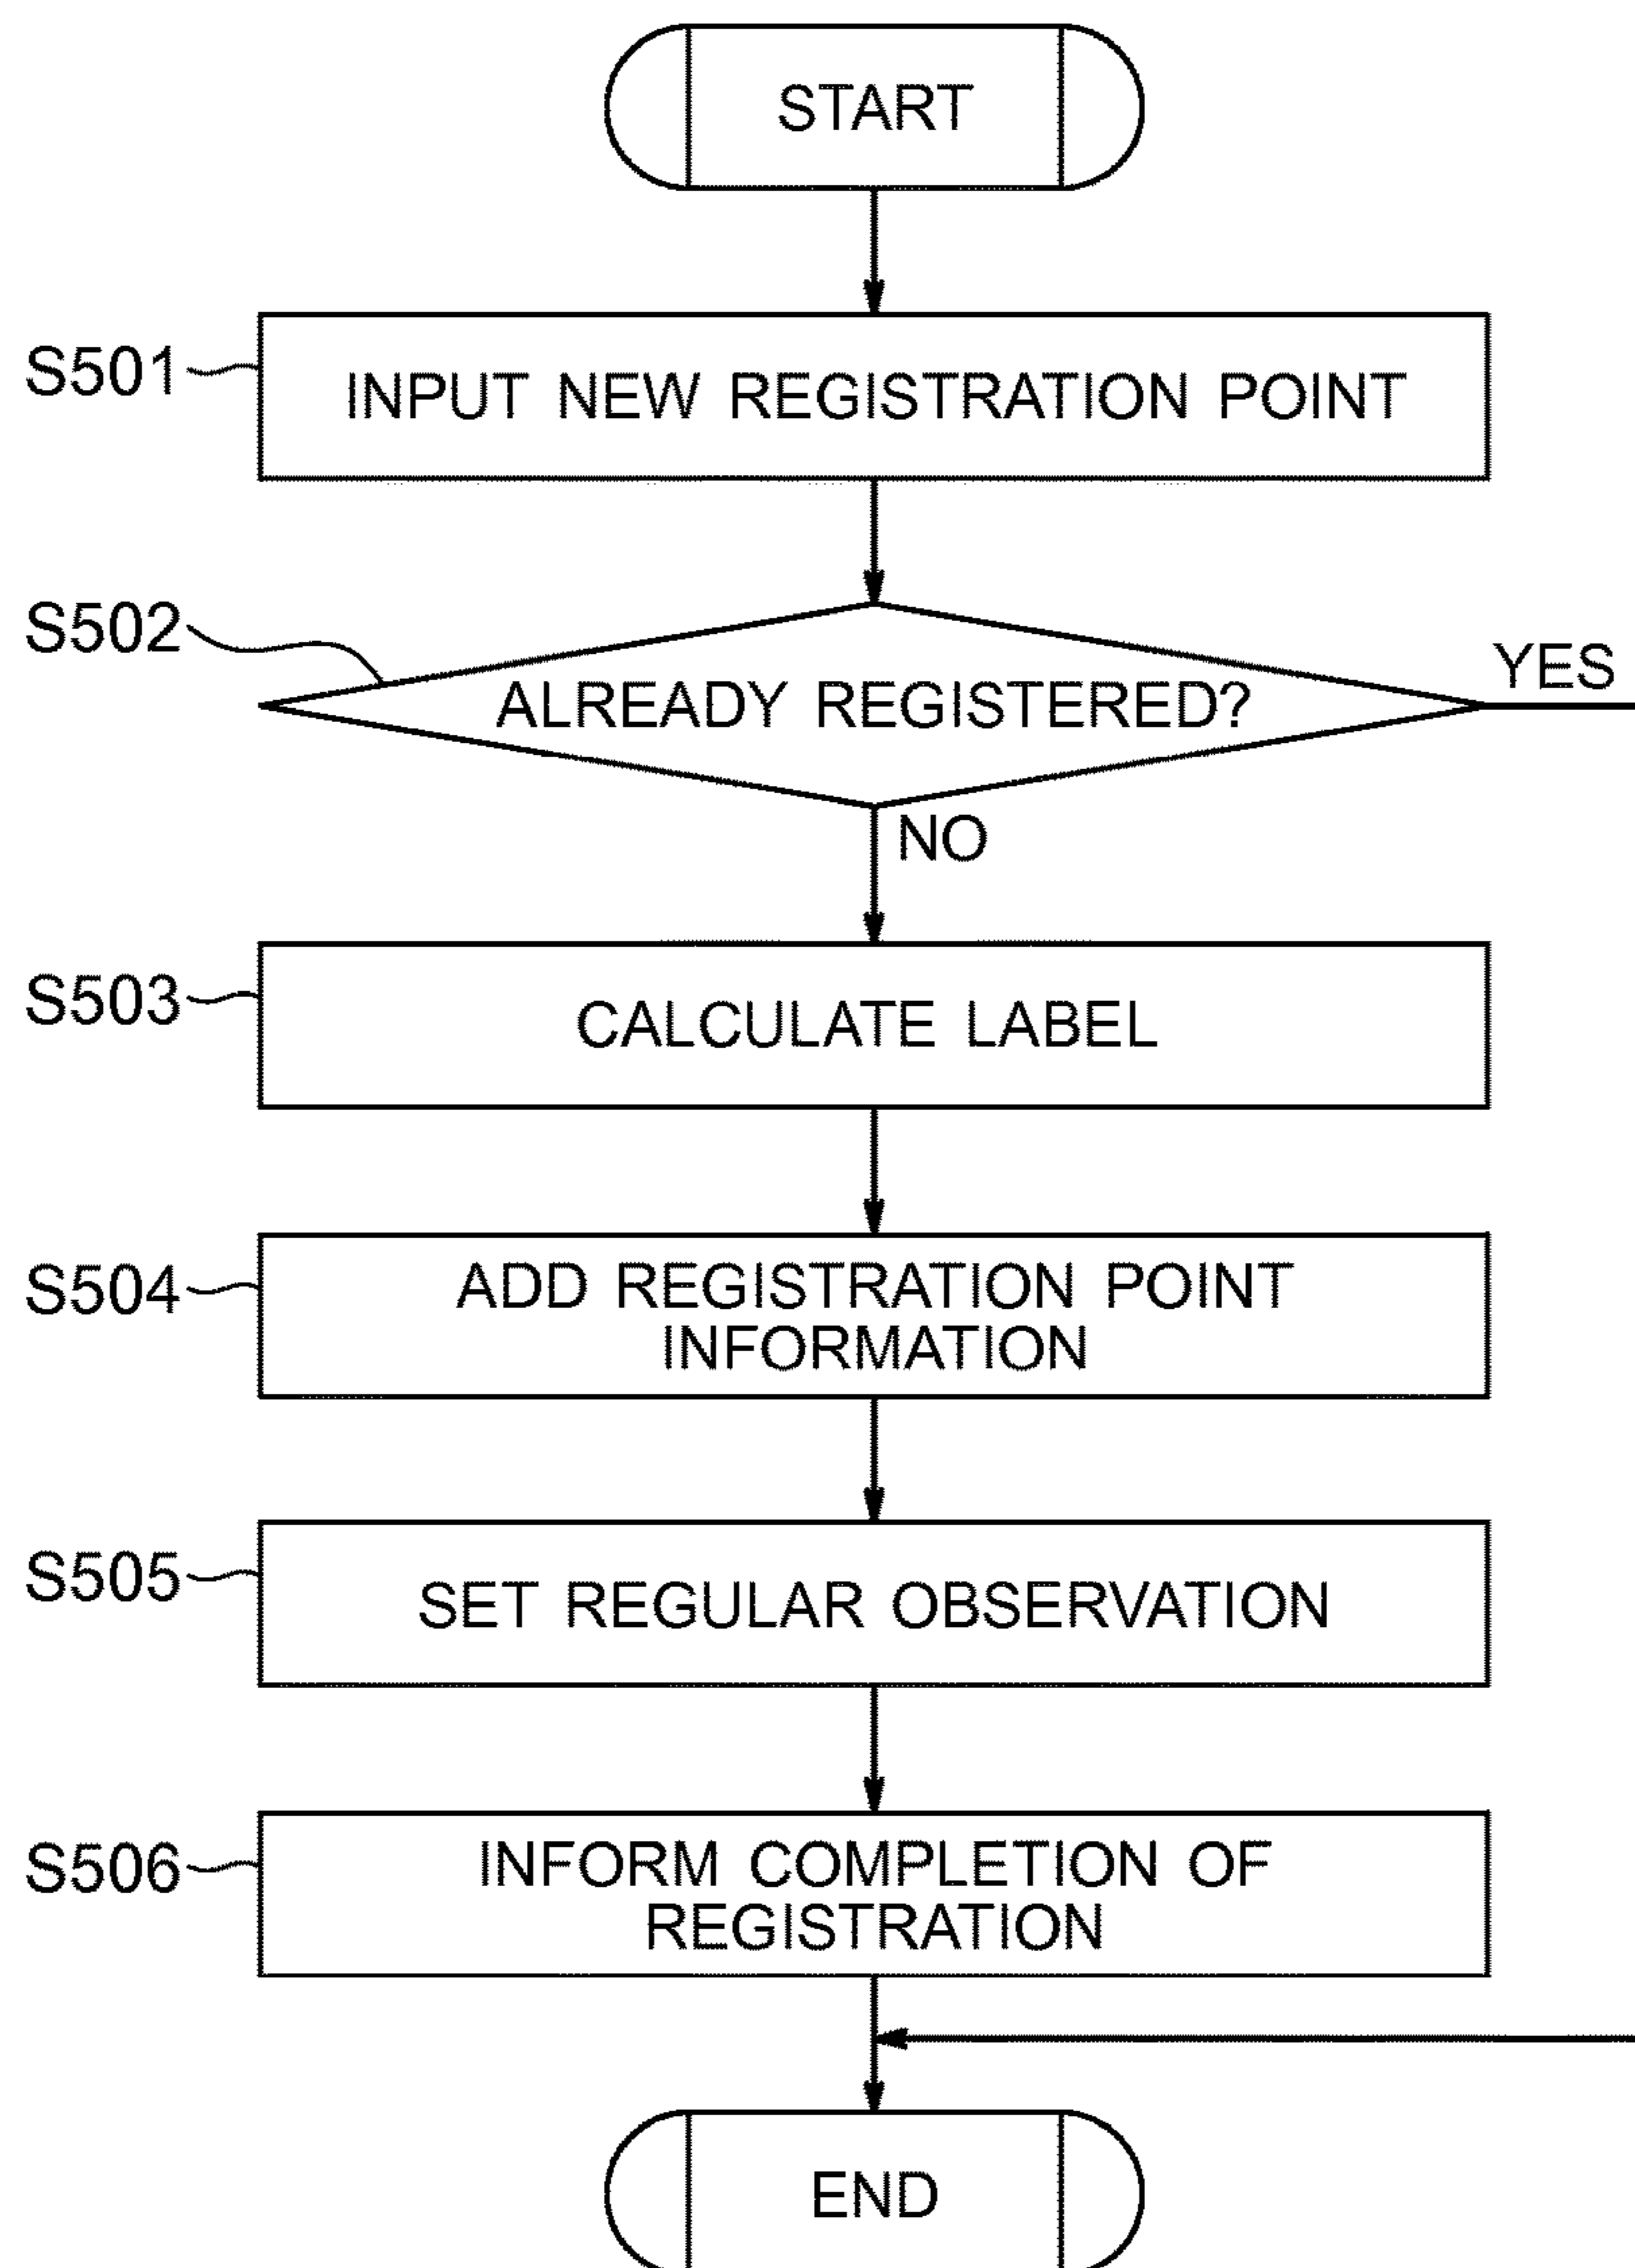 START
S501
INPUT NEW REGISTRATION POINT
S502
ALREADY REGISTERED?
YES
NO
S503
CALCULATE LABEL
S504
ADD REGISTRATION POINT
INFORMATION
S505
SET REGULAR OBSERVATION
S506
INFORM COMPLETION OF
REGISTRATION
END